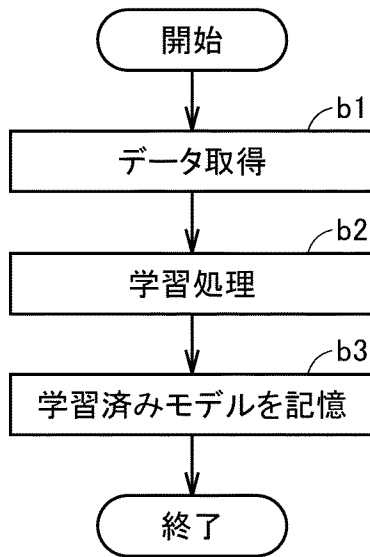 開始
b1
データ取得
b2
学習処理
b3
学習済みモデルを記憶
終了